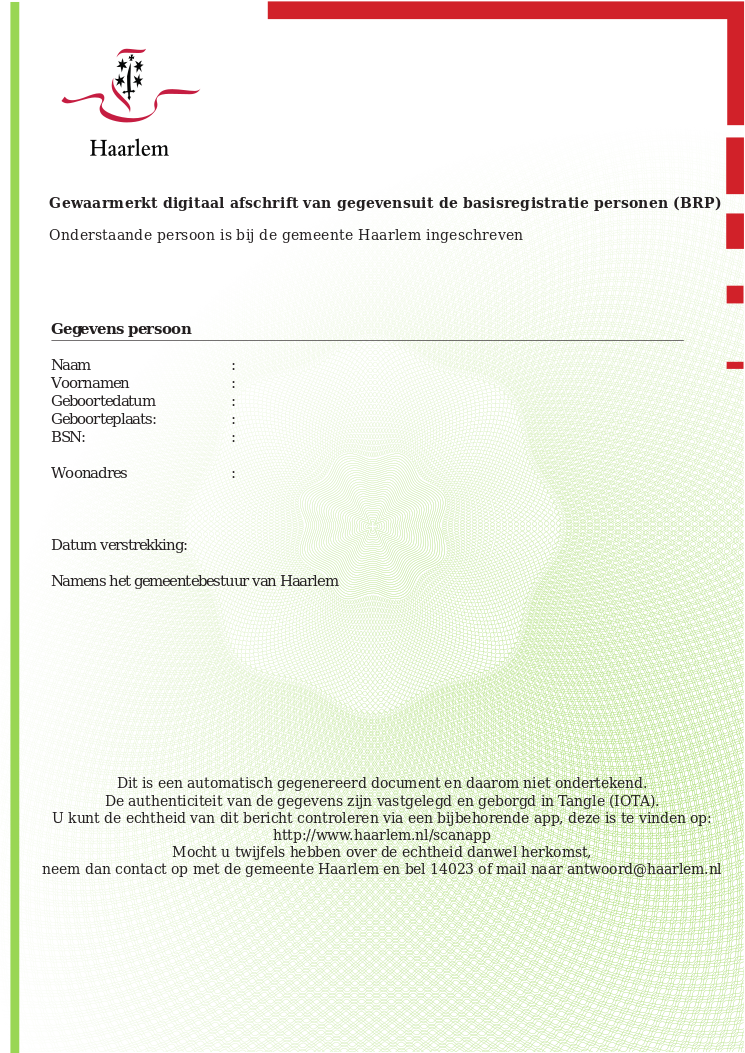 Haarlem
Gewaarmerkt digitaal afschrift van gegevensuit de basisregistratie personen (BRP)
Onderstaande persoon is bij de gemeente Haarlem ingeschreven
Gegevens persoon
Naam :
Voornamen :
Geboortedatum :
Geboorteplaats: :
BSN: :
Woonadres :
Datum verstrekking:
Namens het gemeentebestuur van Haarlem
Dit is een automatisch gegenereerd document en daarom niet ondertekend.
De authenticiteit van de gegevens zijn vastgelegd en geborgd in Tangle (IOTA).
U kunt de echtheid van dit bericht controleren via een bijbehorende app, deze is te vinden op:
http://www.haarlem.nl/scanapp
Mocht u twijfels hebben over de echtheid danwel herkomst,
neem dan contact op met de gemeente Haarlem en bel 14023 of mail naar antwoord@haarlem.nl